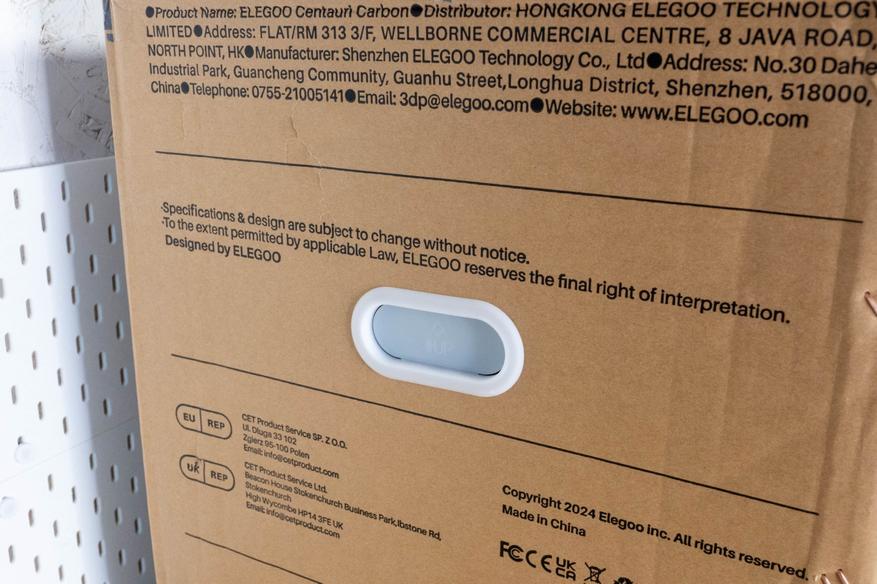 ●Product Name: ELEGOO Centauri Carbon●Distributor: HONGKONG ELEGOO TECHNOLOGY
LIMITED●Address: FLAT/RM 313 3/F, WELLBORNE COMMERCIAL CENTRE, 8 JAVA ROAD,
NORTH POINT, HK●Manufacturer: Shenzhen ELEGOO Technology Co., Ltd●Address: No.30 Dahe
Industrial Park, Guancheng Community, Guanhu Street,Longhua District, Shenzhen, 518000,
China●Telephone: 0755-21005141●Email: 3dp@elegoo.com●Website: www.ELEGOO.com
·Specifications & design are subject to change without notice.
·To the extent permitted by applicable Law, ELEGOO reserves the final right of interpretation.
Designed by ELEGOO
UP
EU REP
CET Product Service SP. Z O.O.
Ul. Dluga 33 102
Zgierz 95-100 Polen
Email: info@cetproduct.com
UK REP
CET Product Service Ltd.
Beacon House Stokenchurch Business Park,Ibstone Rd,
Stokenchurch
High Wycombe HP14 3FE UK
Email: info@cetproduct.com
Copyright 2024 Elegoo inc. All rights reserved.
Made in China
FC CE UK
CA